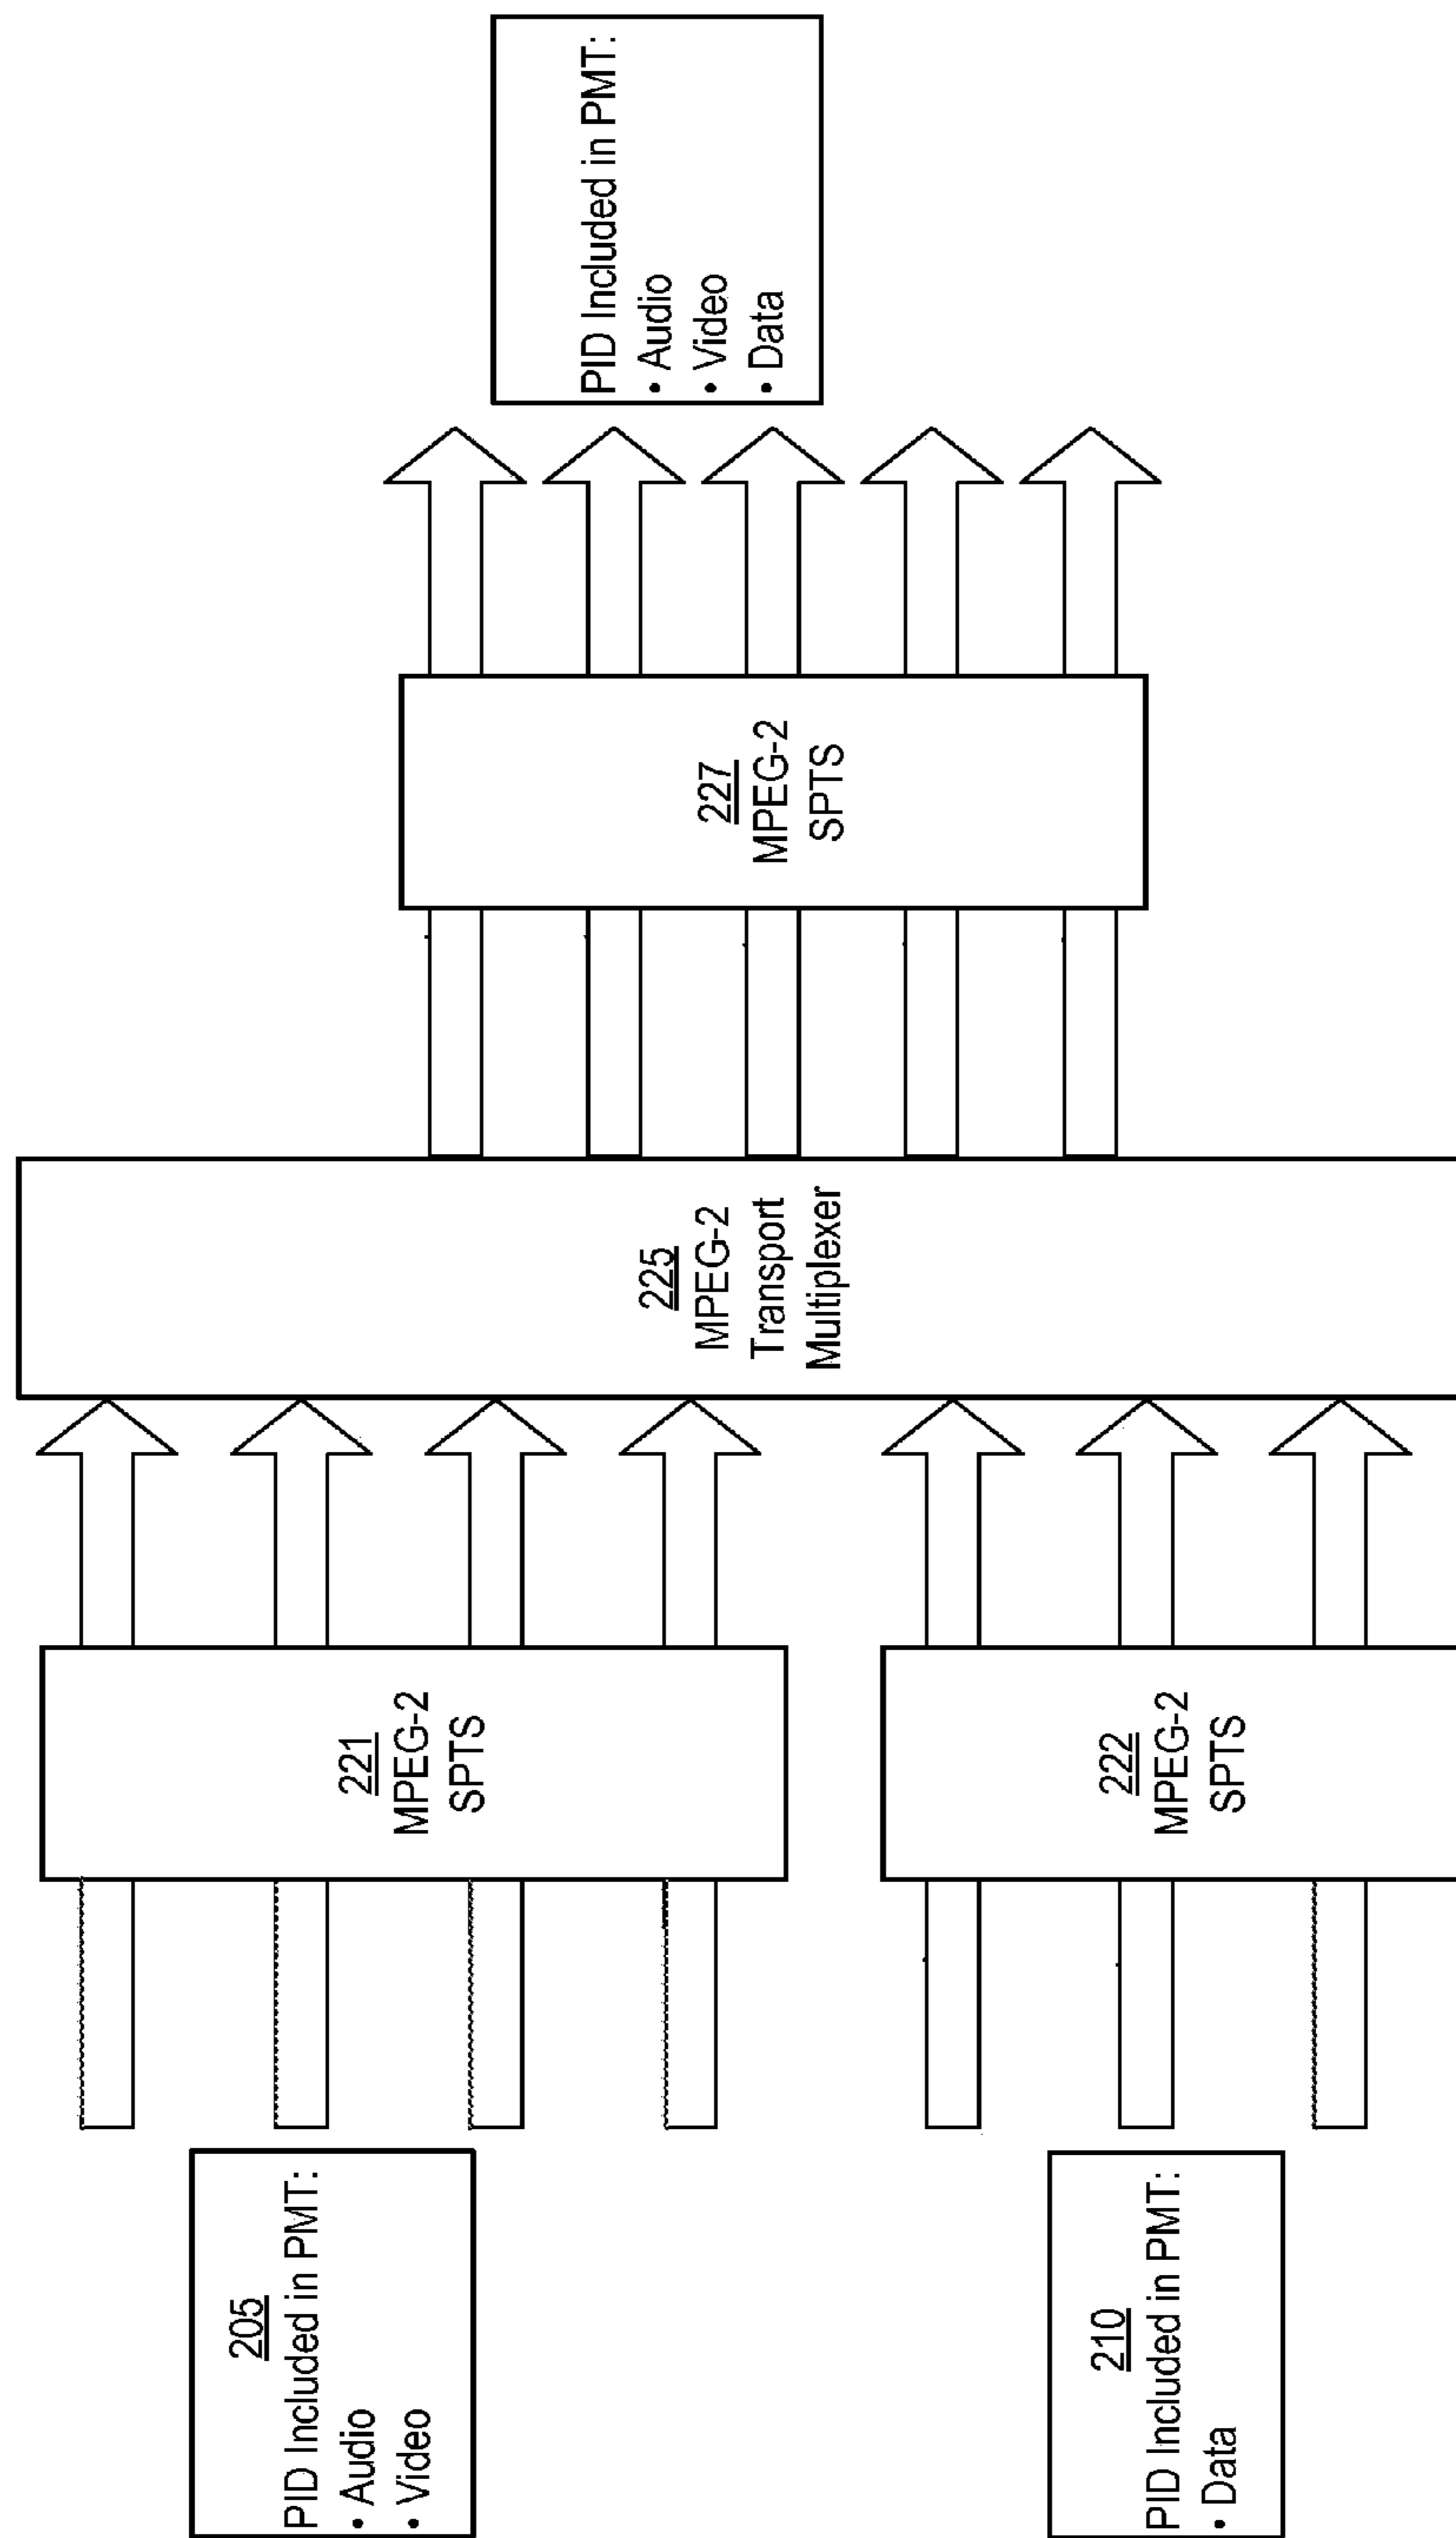 205
PID Included in PMT:
• Audio
• Video
221
MPEG-2
SPTS
225
MPEG-2
Transport
Multiplexer
227
MPEG-2
SPTS
PID Included in PMT:
• Audio
• Video
• Data
210
PID Included in PMT:
• Data
222
MPEG-2
SPTS